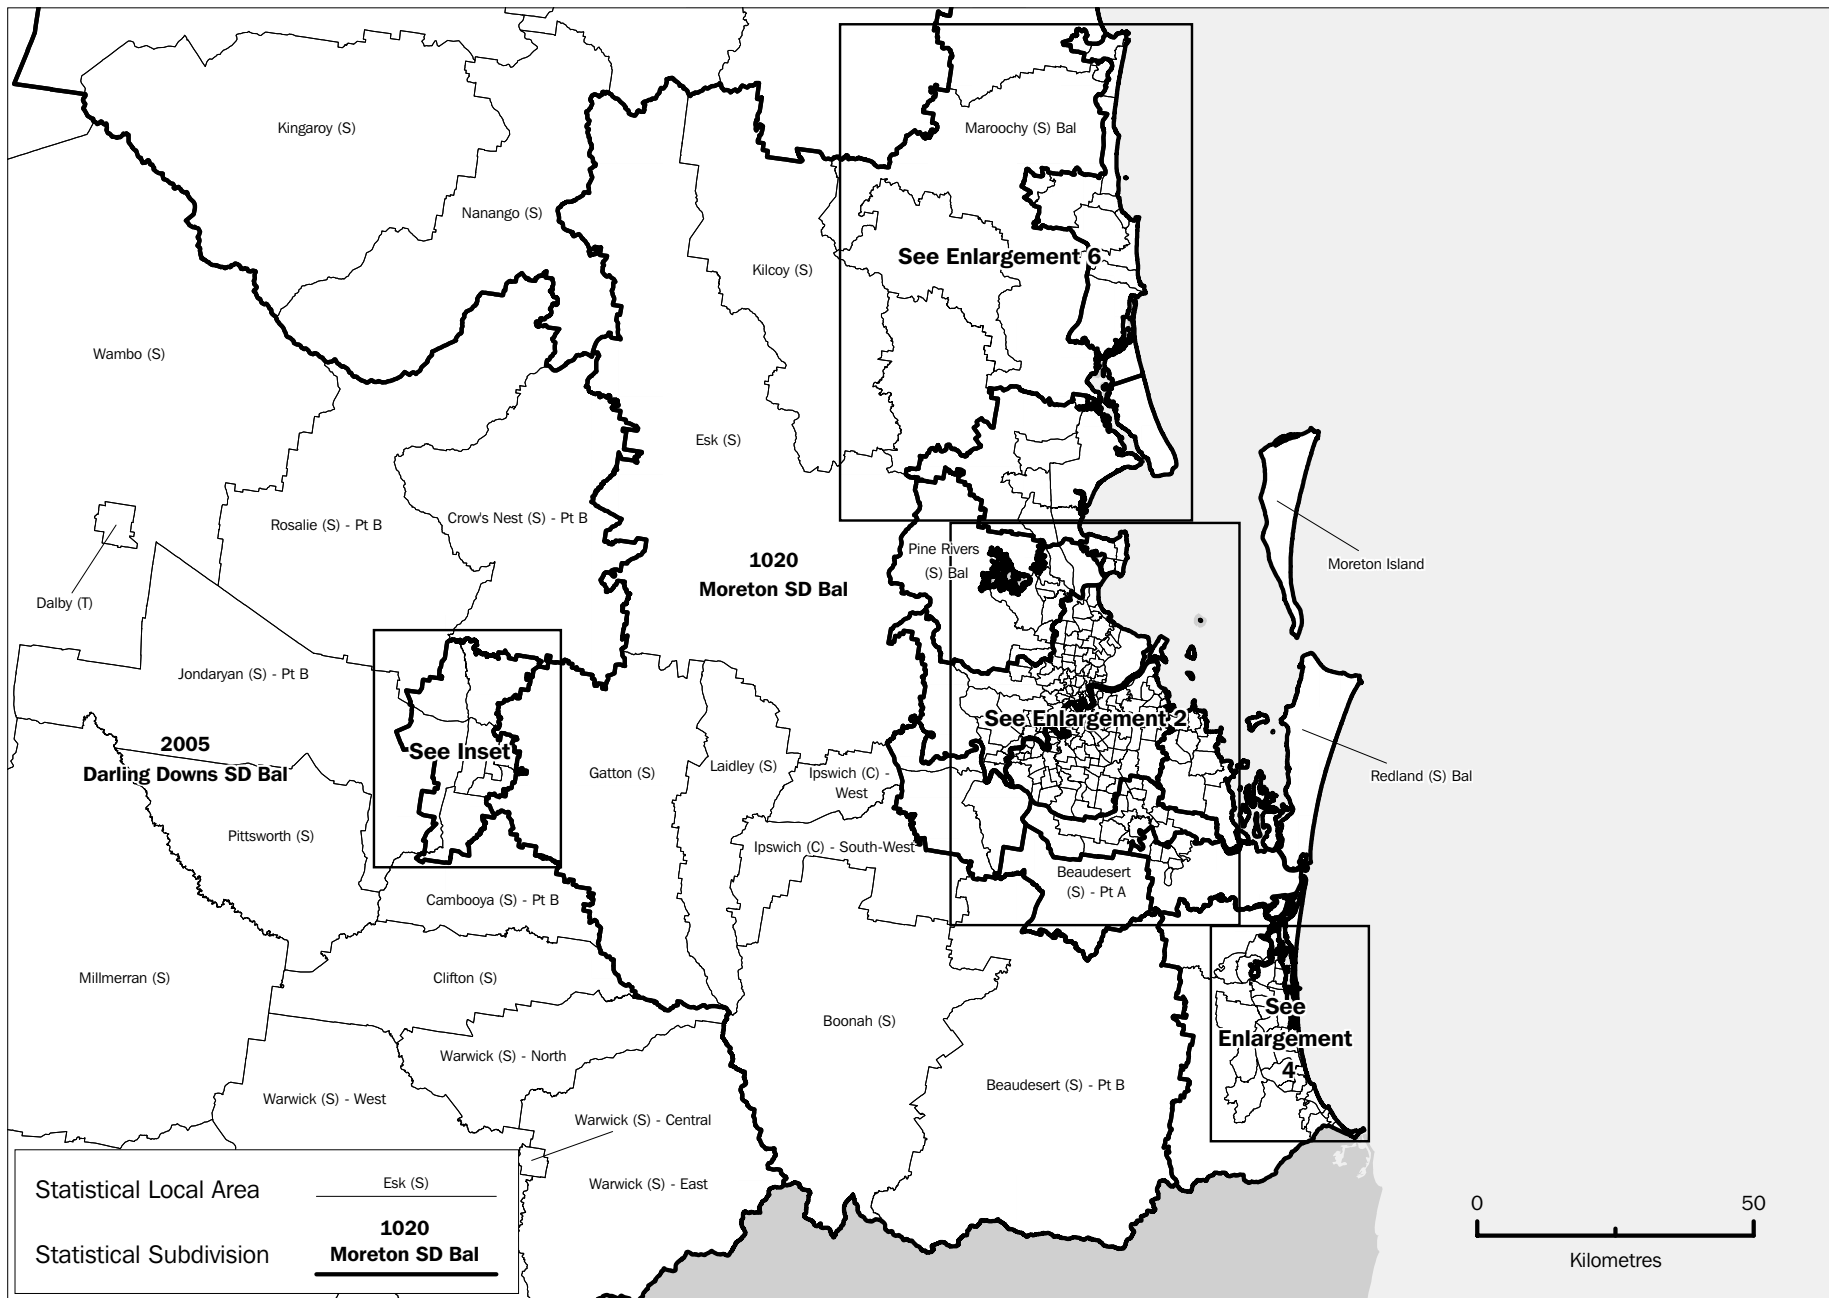 Kingaroy (S)
Maroochy (S) Bal
Nanango (S)
See Enlargement 6
Kilcoy (S)
Wambo (S)
Esk (S)
Rosalie (S) - Pt B
Crow's Nest (S) - Pt B
1020
Moreton SD Bal
Pine Rivers
(S) Bal
Moreton Island
Dalby (T)
Jondaryan (S) - Pt B
See Enlargement 2
2005
Darling Downs SD Bal
See Inset
Gatton (S)
Laidley (S)
Ipswich (C) -
West
Redland (S) Bal
Pittsworth (S)
Ipswich (C) - South-West
Beaudesert
(S) - Pt A
Cambooya (S) - Pt B
Millmerran (S)
Clifton (S)
See
Enlargement
4
Boonah (S)
Warwick (S) - North
Beaudesert (S) - Pt B
Warwick (S) - West
Warwick (S) - Central
Warwick (S) - East
Statistical Local Area
Esk (S)
1020
Statistical Subdivision
Moreton SD Bal
0
50
Kilometres